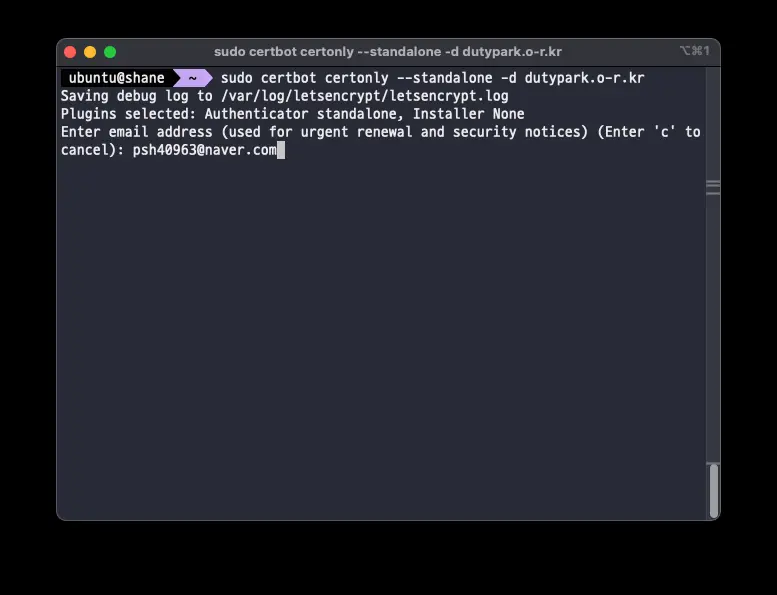 sudo certbot certonly --standalone -d dutypark.o-r.kr
⌥⌘1
ubuntu@shane ~ sudo certbot certonly --standalone -d dutypark.o-r.kr
Saving debug log to /var/log/letsencrypt/letsencrypt.log
Plugins selected: Authenticator standalone, Installer None
Enter email address (used for urgent renewal and security notices) (Enter 'c' to
cancel): psh40963@naver.com